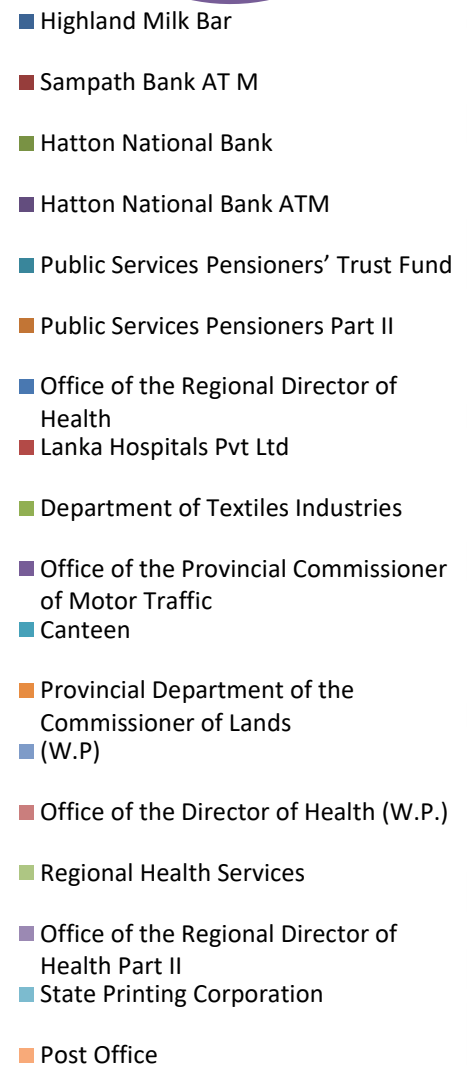 Highland Milk Bar
Sampath Bank AT M
Hatton National Bank
Hatton National Bank ATM
Public Services Pensioners’ Trust Fund
Public Services Pensioners Part II
Office of the Regional Director of
Health
Lanka Hospitals Pvt Ltd
Department of Textiles Industries
Office of the Provincial Commissioner
of Motor Traffic
Canteen
Provincial Department of the
Commissioner of Lands
(W.P)
Office of the Director of Health (W.P.)
Regional Health Services
Office of the Regional Director of
Health Part II
State Printing Corporation
Post Office